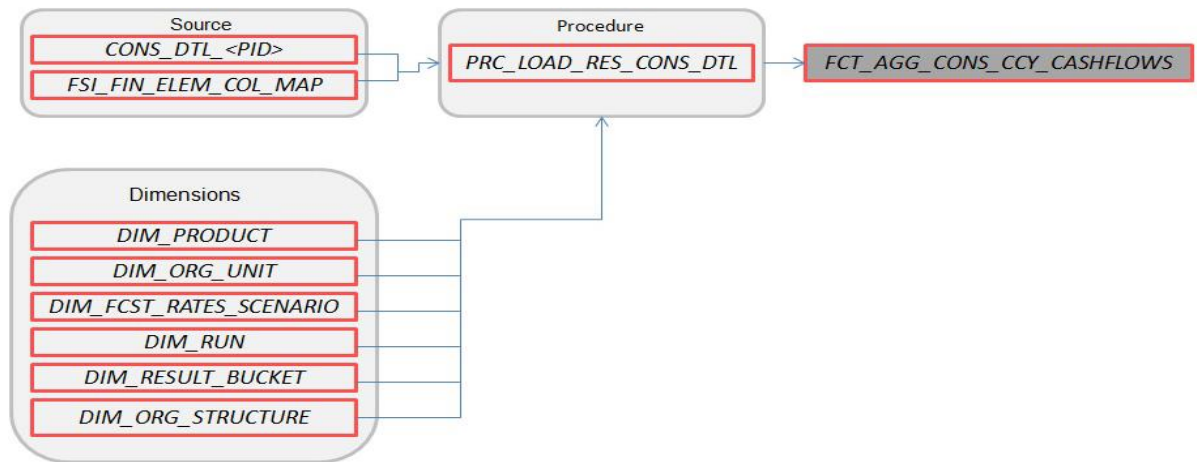 Source
CONS_DTL_<PID>
FSI_FIN_ELEM_COL_MAP
Procedure
PRC_LOAD_RES_CONS_DTL
FCT_AGG_CONS_CCY_CASHFLOWS
Dimensions
DIM_PRODUCT
DIM_ORG_UNIT
DIM_FCST_RATES_SCENARIO
DIM_RUN
DIM_RESULT_BUCKET
DIM_ORG_STRUCTURE